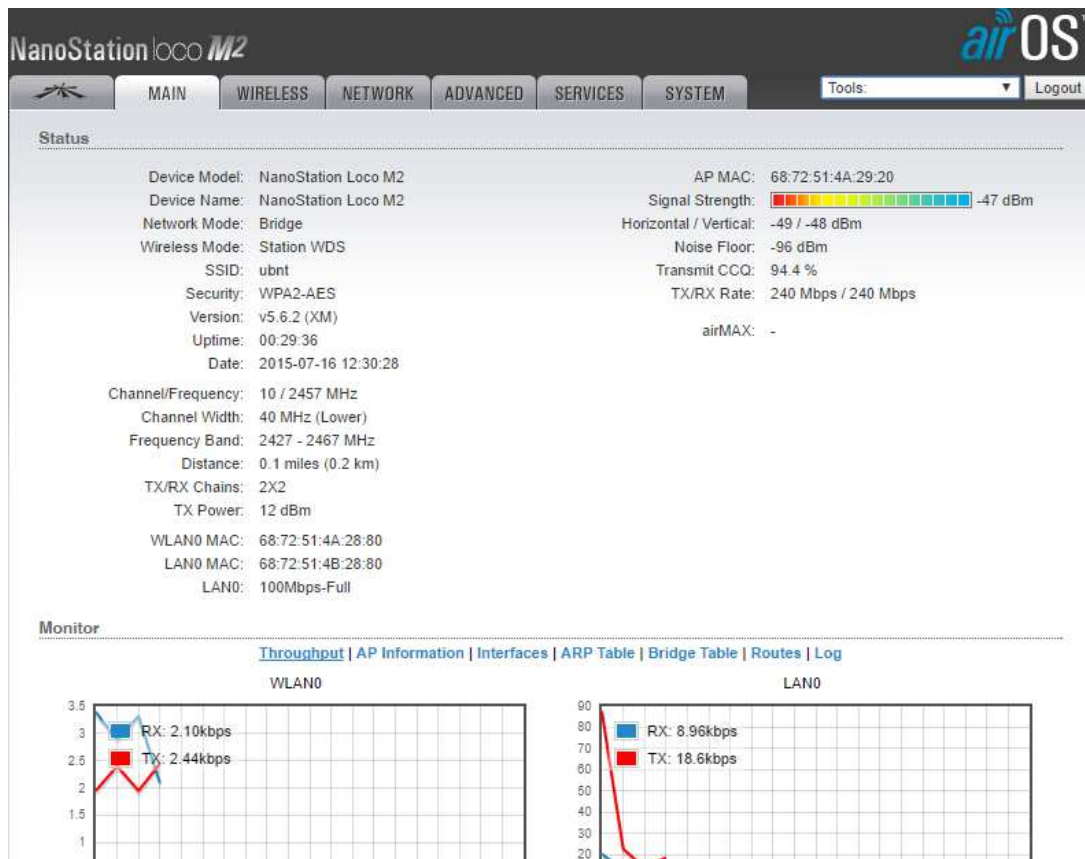 NanoStation loco M2
airOS
MAIN WIRELESS NETWORK ADVANCED SERVICES SYSTEM Tools: Logout
Status
Device Model: NanoStation Loco M2
Device Name: NanoStation Loco M2
Network Mode: Bridge
Wireless Mode: Station WDS
SSID: ubnt
Security: WPA2-AES
Version: v5.6.2 (XM)
Uptime: 00:29:36
Date: 2015-07-16 12:30:28
Channel/Frequency: 10 / 2457 MHz
Channel Width: 40 MHz (Lower)
Frequency Band: 2427 - 2467 MHz
Distance: 0.1 miles (0.2 km)
TX/RX Chains: 2X2
TX Power: 12 dBm
WLAN0 MAC: 68:72:51:4A:28:80
LAN0 MAC: 68:72:51:4B:28:80
LAN0: 100Mbps-Full
AP MAC: 68:72:51:4A:29:20
Signal Strength: -47 dBm
Horizontal / Vertical: -49 / -48 dBm
Noise Floor: -96 dBm
Transmit CCQ: 94.4 %
TX/RX Rate: 240 Mbps / 240 Mbps
airMAX: -
Monitor
Throughput | AP Information | Interfaces | ARP Table | Bridge Table | Routes | Log
WLAN0
3.5
3
2.5
2
1.5
1
RX: 2.10kbps
TX: 2.44kbps
LAN0
90
80
70
60
50
40
30
20
RX: 8.96kbps
TX: 18.6kbps